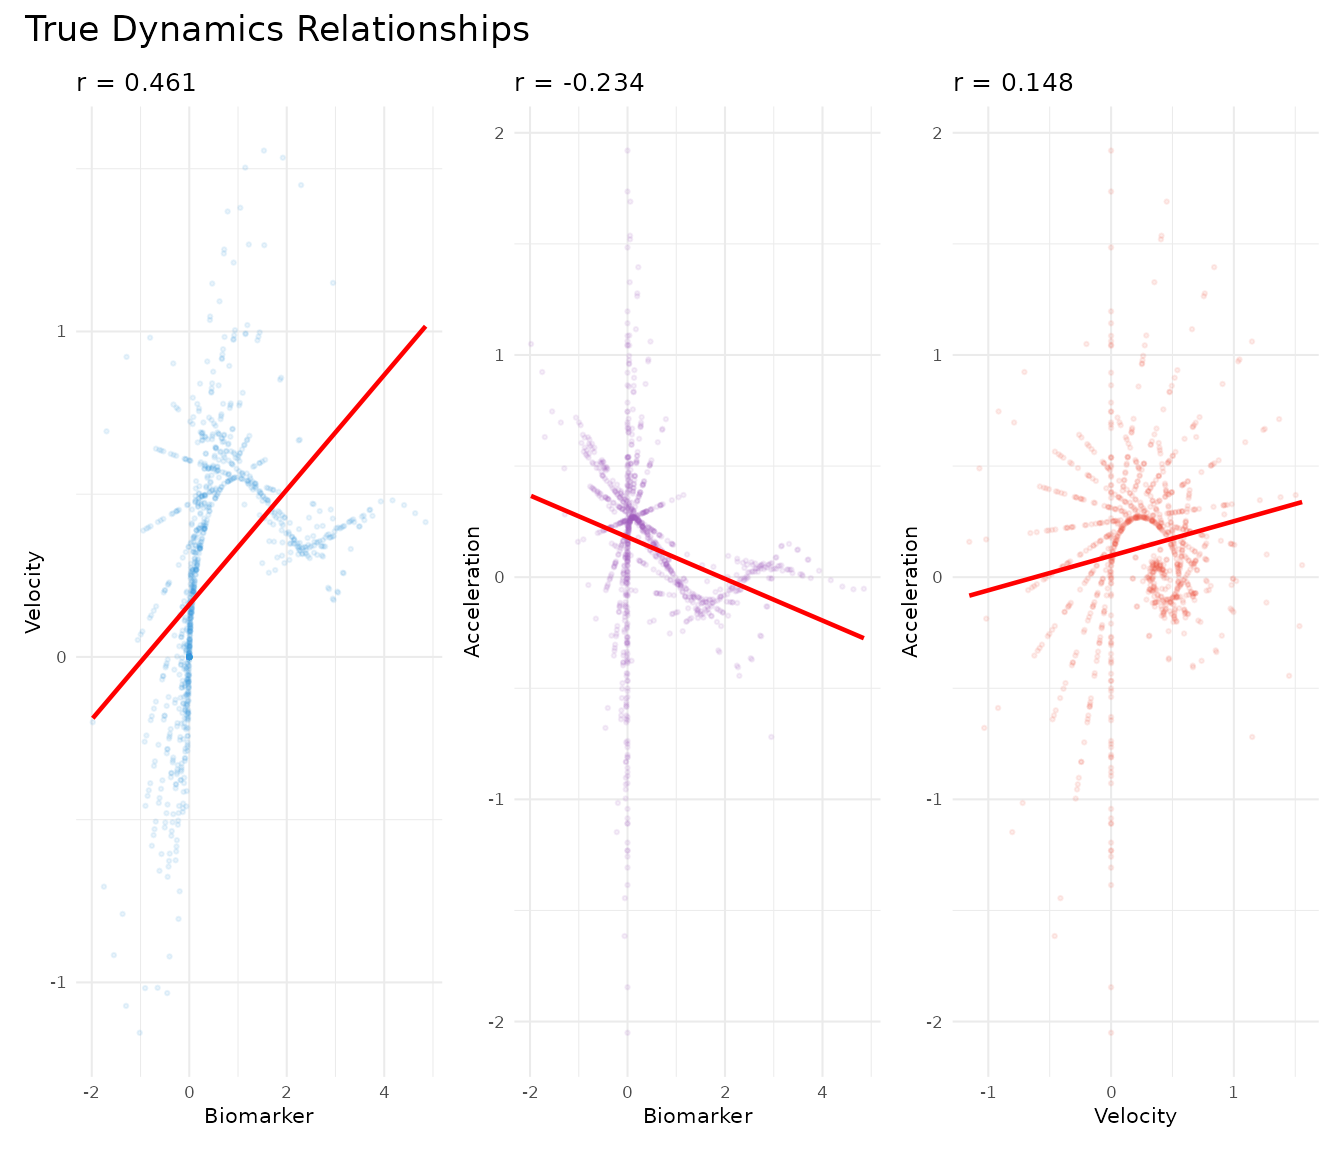 True Dynamics Relationships
r = 0.461
r = -0.234
r = 0.148
Velocity
1
0
-1
-2
0
2
4
Biomarker
Acceleration
2
1
0
-1
-2
-2
0
2
4
Biomarker
Acceleration
2
1
0
-1
-2
-1
0
1
Velocity